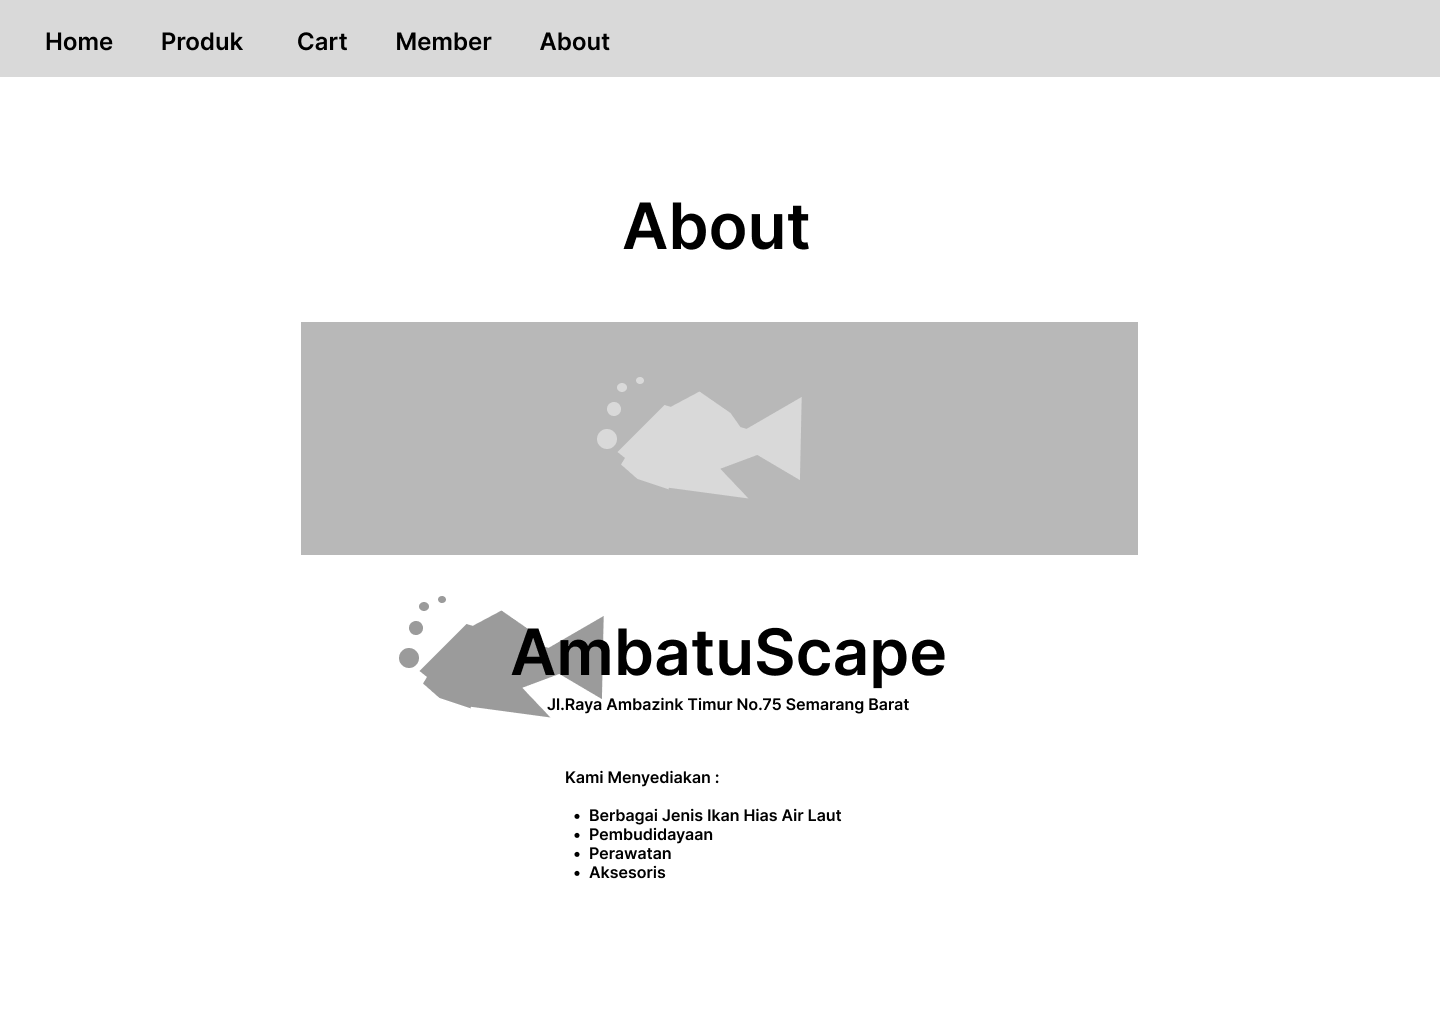 Home Produk Cart Member About
About
AmbatuScape
Jl.Raya Ambazink Timur No.75 Semarang Barat
Kami Menyediakan :
• Berbagai Jenis Ikan Hias Air Laut
• Pembudidayaan
• Perawatan
• Aksesoris